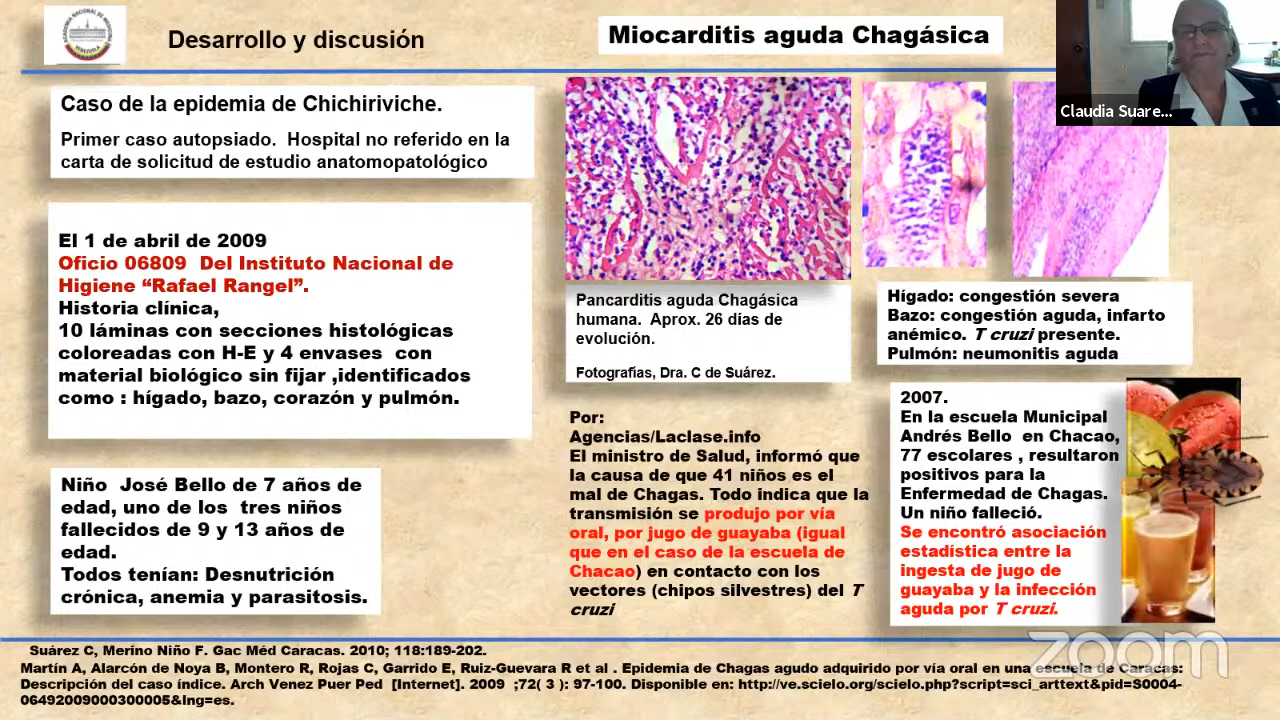 Desarrollo y discusión
Miocarditis aguda Chagásica
Claudia Suare...
Caso de la epidemia de Chichiriviche.
Primer caso autopsiado. Hospital no referido en la
carta de solicitud de estudio anatomopatológico
El 1 de abril de 2009
Oficio 06809 Del Instituto Nacional de
Higiene “Rafael Rangel”.
Historia clínica,
10 láminas con secciones histológicas
coloreadas con H-E y 4 envases con
material biológico sin fijar ,identificados
como : hígado, bazo, corazón y pulmón.
Niño José Bello de 7 años de
edad, uno de los tres niños
fallecidos de 9 y 13 años de
edad.
Todos tenían: Desnutrición
crónica, anemia y parasitosis.
Pancarditis aguda Chagásica
humana. Aprox. 26 días de
evolución.
Fotografías, Dra. C de Suárez.
Por:
Agencias/Laclase.info
El ministro de Salud, informó que
la causa de que 41 niños es el
mal de Chagas. Todo indica que la
transmisión se produjo por vía
oral, por jugo de guayaba (igual
que en el caso de la escuela de
Chacao) en contacto con los
vectores (chipos silvestres) del T
cruzi
Hígado: congestión severa
Bazo: congestión aguda, infarto
anémico. T cruzi presente.
Pulmón: neumonitis aguda
2007.
En la escuela Municipal
Andrés Bello en Chacao,
77 escolares , resultaron
positivos para la
Enfermedad de Chagas.
Un niño falleció.
Se encontró asociación
estadística entre la
ingesta de jugo de
guayaba y la infección
aguda por T cruzi.
zoom
Suárez C, Merino Niño F. Gac Méd Caracas. 2010; 118:189-202.
Martín A, Alarcón de Noya B, Montero R, Rojas C, Garrido E, Ruiz-Guevara R et al . Epidemia de Chagas agudo adquirido por vía oral en una escuela de Caracas:
Descripción del caso índice. Arch Venez Puer Ped [Internet]. 2009 ;72( 3 ): 97-100. Disponible en: http://ve.scielo.org/scielo.php?script=sci_arttext&pid=S0004-
06492009000300005&lng=es.